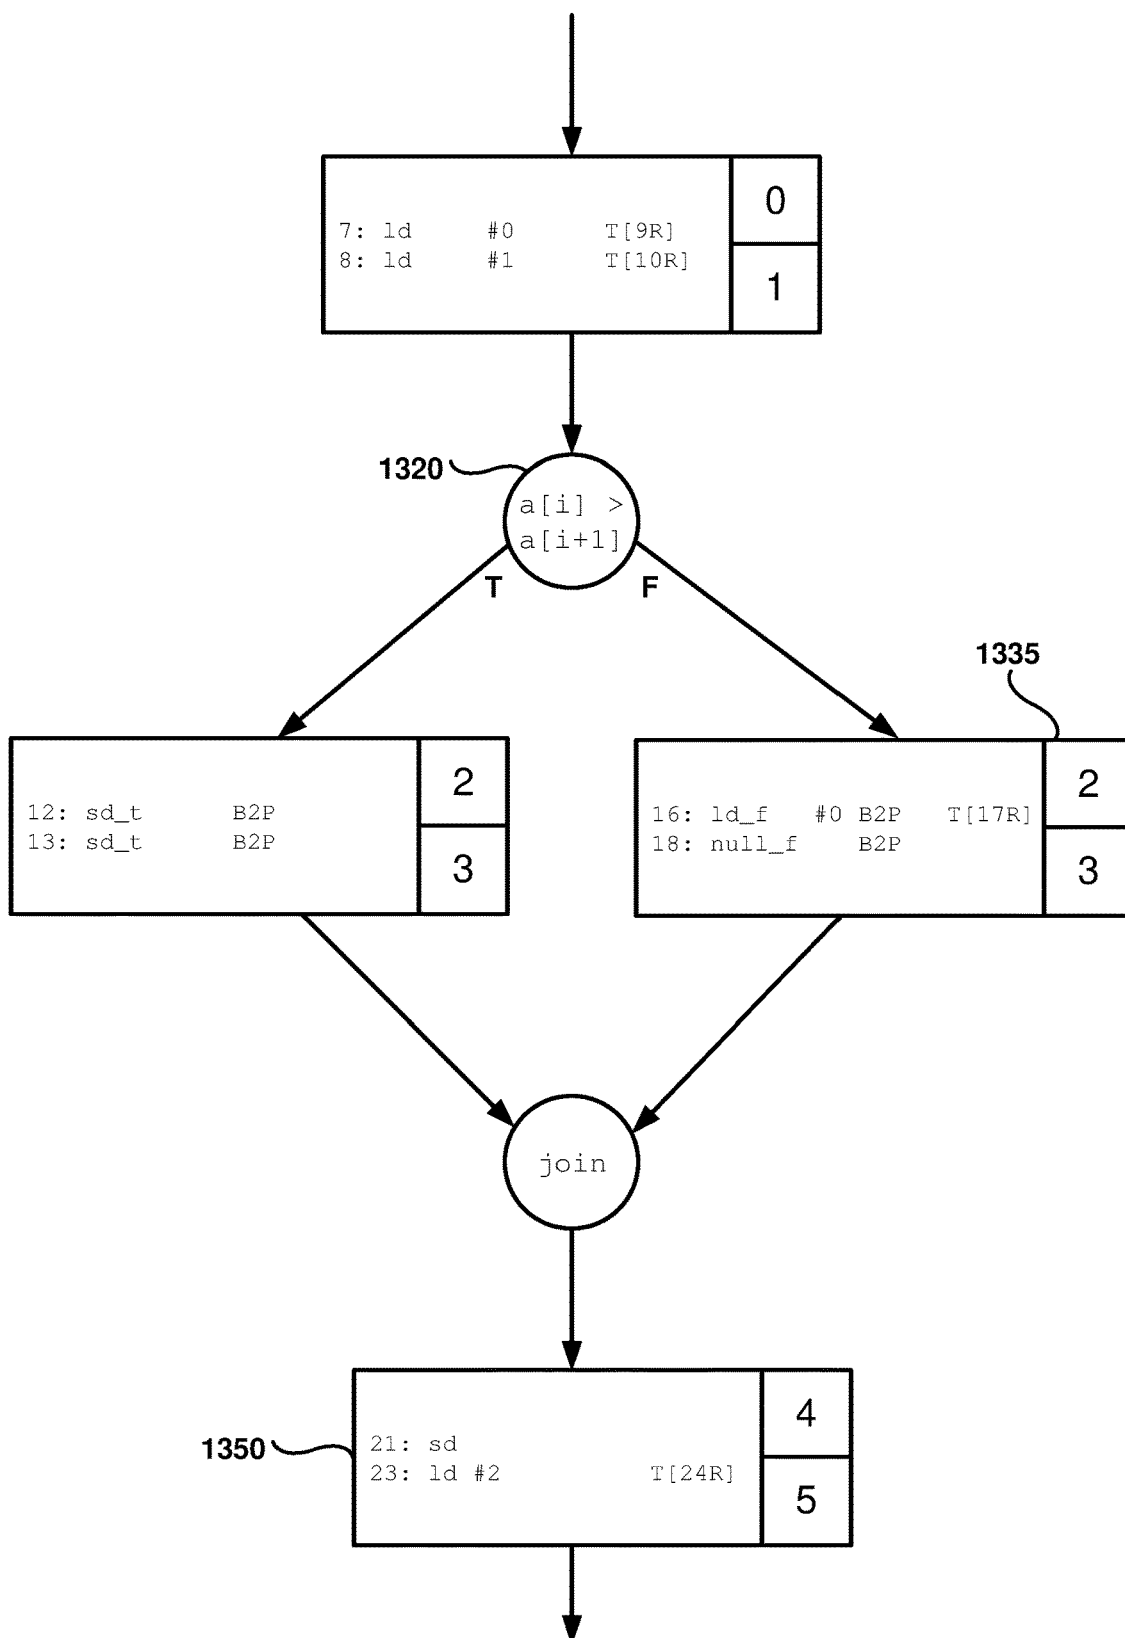 7: ld #0 T[9R]
8: ld #1 T[10R]
0
1
1320
a[i] >
a[i+1]
T
F
1335
12: sd_t B2P
13: sd_t B2P
2
3
16: ld_f #0 B2P T[17R]
18: null_f B2P
2
3
join
1350
21: sd
23: ld #2 T[24R]
4
5